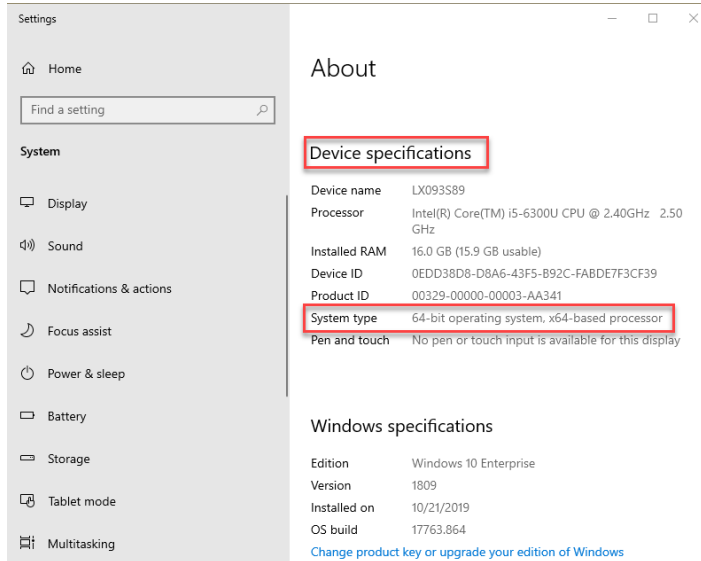 Settings
Home
Find a setting
System
Display
Sound
Notifications & actions
Focus assist
Power & sleep
Battery
Storage
Tablet mode
Multitasking
About
Device specifications
Device name LX093S89
Processor Intel(R) Core(TM) i5-6300U CPU @ 2.40GHz 2.50
GHz
Installed RAM 16.0 GB (15.9 GB usable)
Device ID 0EDD38D8-D8A6-43F5-B92C-FABDE7F3CF39
Product ID 00329-00000-00003-AA341
System type 64-bit operating system, x64-based processor
Pen and touch No pen or touch input is available for this display
Windows specifications
Edition Windows 10 Enterprise
Version 1809
Installed on 10/21/2019
OS build 17763.864
Change product key or upgrade your edition of Windows